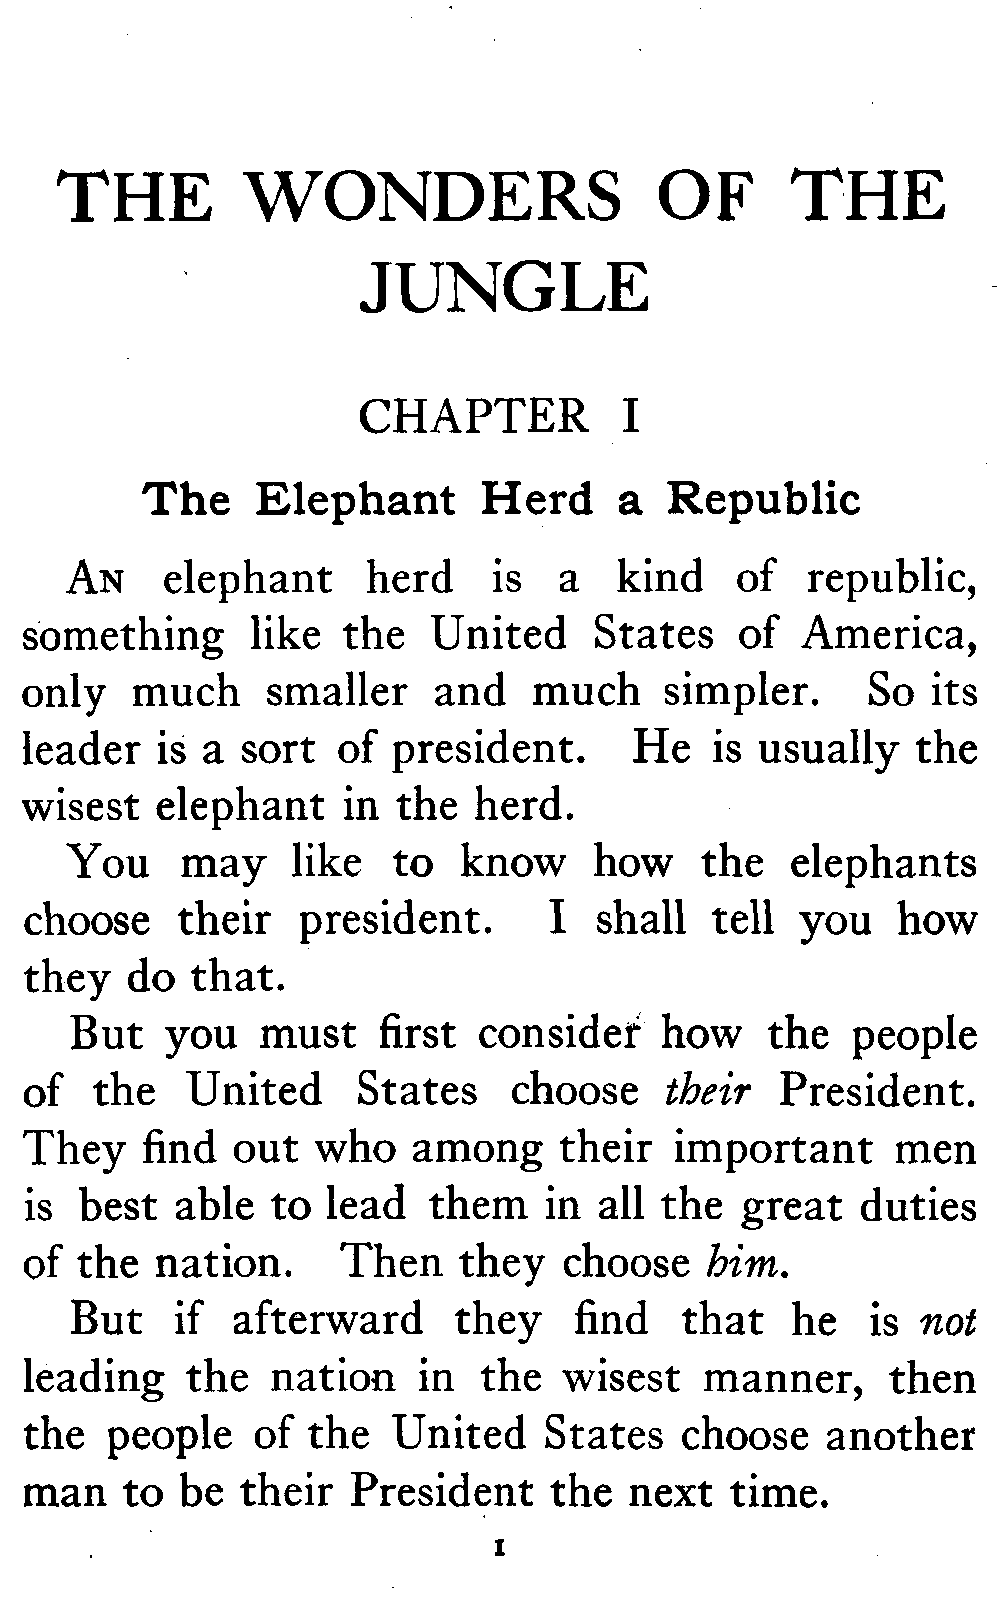 THE WONDERS OF THE
JUNGLE
CHAPTER I
The Elephant Herd a Republic
AN elephant herd is a kind of republic,
something like the United States of America,
only much smaller and much simpler. So its
leader is a sort of president. He is usually the
wisest elephant in the herd.
You may like to know how the elephants
choose their president. I shall tell you how
they do that.
But you must first consider how the people
of the United States choose their President.
They find out who among their important men
is best able to lead them in all the great duties
of the nation. Then they choose him.
But if afterward they find that he is not
leading the nation in the wisest manner, then
the people of the United States choose another
man to be their President the next time.
I